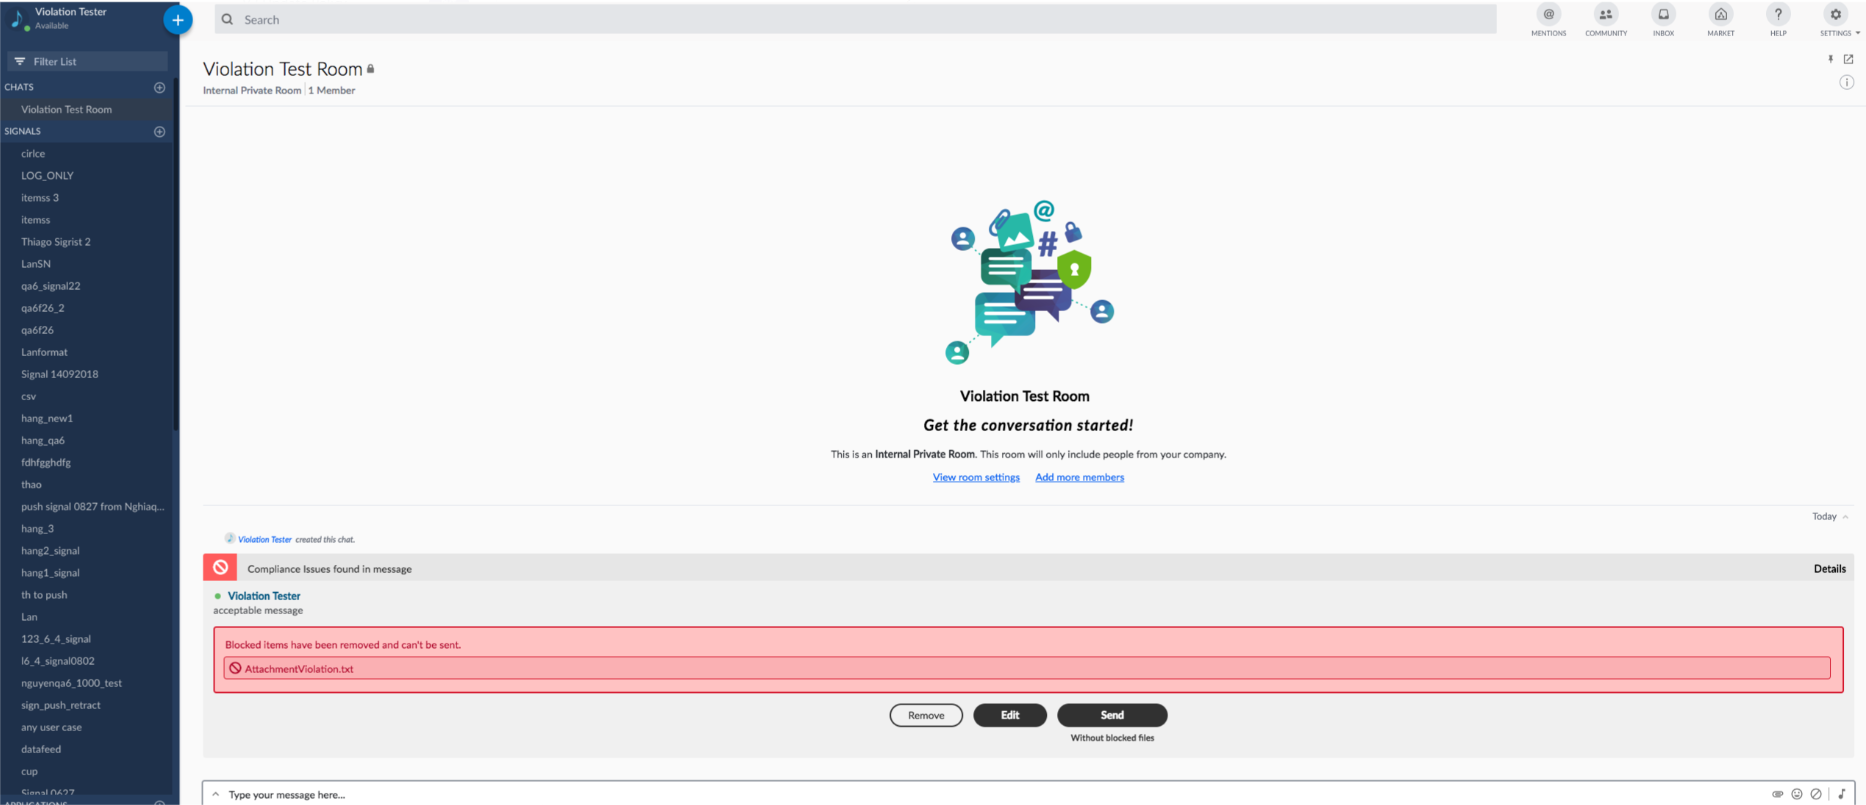 Violation Tester
Available
Search
MENTIONS
COMMUNITY
INBOX
MARKET
HELP
SETTINGS
Filter List
CHATS
Violation Test Room
SIGNALS
cirlce
LOG_ONLY
itemss 3
itemss
Thiago Sigrist 2
LanSN
qa6_signal22
qa6f26_2
qa6f26
Lanformat
Signal 14092018
csv
hang_new1
hang_qa6
fdhfgghdfg
thao
push signal 0827 from Nghiaq...
hang_3
hang2_signal
hang1_signal
th to push
Lan
123_6_4_signal
l6_4_signal0802
nguyenqa6_1000_test
sign_push_retract
any user case
datafeed
cup
Signal 0627
APPLICATIONS
Violation Test Room
Internal Private Room | 1 Member
@
#
Violation Test Room
Get the conversation started!
This is an Internal Private Room. This room will only include people from your company.
View room settings Add more members
Today
Violation Tester created this chat.
Compliance Issues found in message Details
Violation Tester
acceptable message
Blocked items have been removed and can't be sent.
AttachmentViolation.txt
Remove Edit Send
Without blocked files
Type your message here...